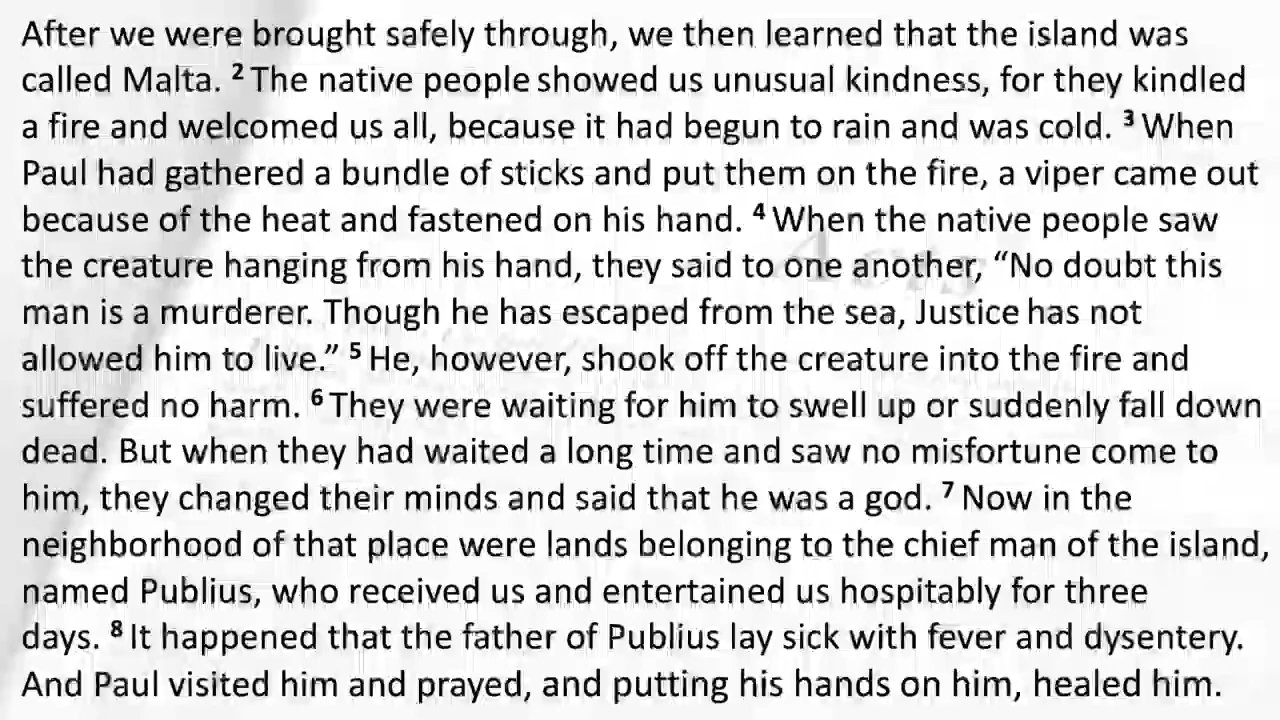 After we were brought safely through, we then learned that the island was
called Malta. 2 The native people showed us unusual kindness, for they kindled
a fire and welcomed us all, because it had begun to rain and was cold. 3 When
Paul had gathered a bundle of sticks and put them on the fire, a viper came out
because of the heat and fastened on his hand. 4 When the native people saw
the creature hanging from his hand, they said to one another, “No doubt this
man is a murderer. Though he has escaped from the sea, Justice has not
allowed him to live.” 5 He, however, shook off the creature into the fire and
suffered no harm. 6 They were waiting for him to swell up or suddenly fall down
dead. But when they had waited a long time and saw no misfortune come to
him, they changed their minds and said that he was a god. 7 Now in the
neighborhood of that place were lands belonging to the chief man of the island,
named Publius, who received us and entertained us hospitably for three
days. 8 It happened that the father of Publius lay sick with fever and dysentery.
And Paul visited him and prayed, and putting his hands on him, healed him.